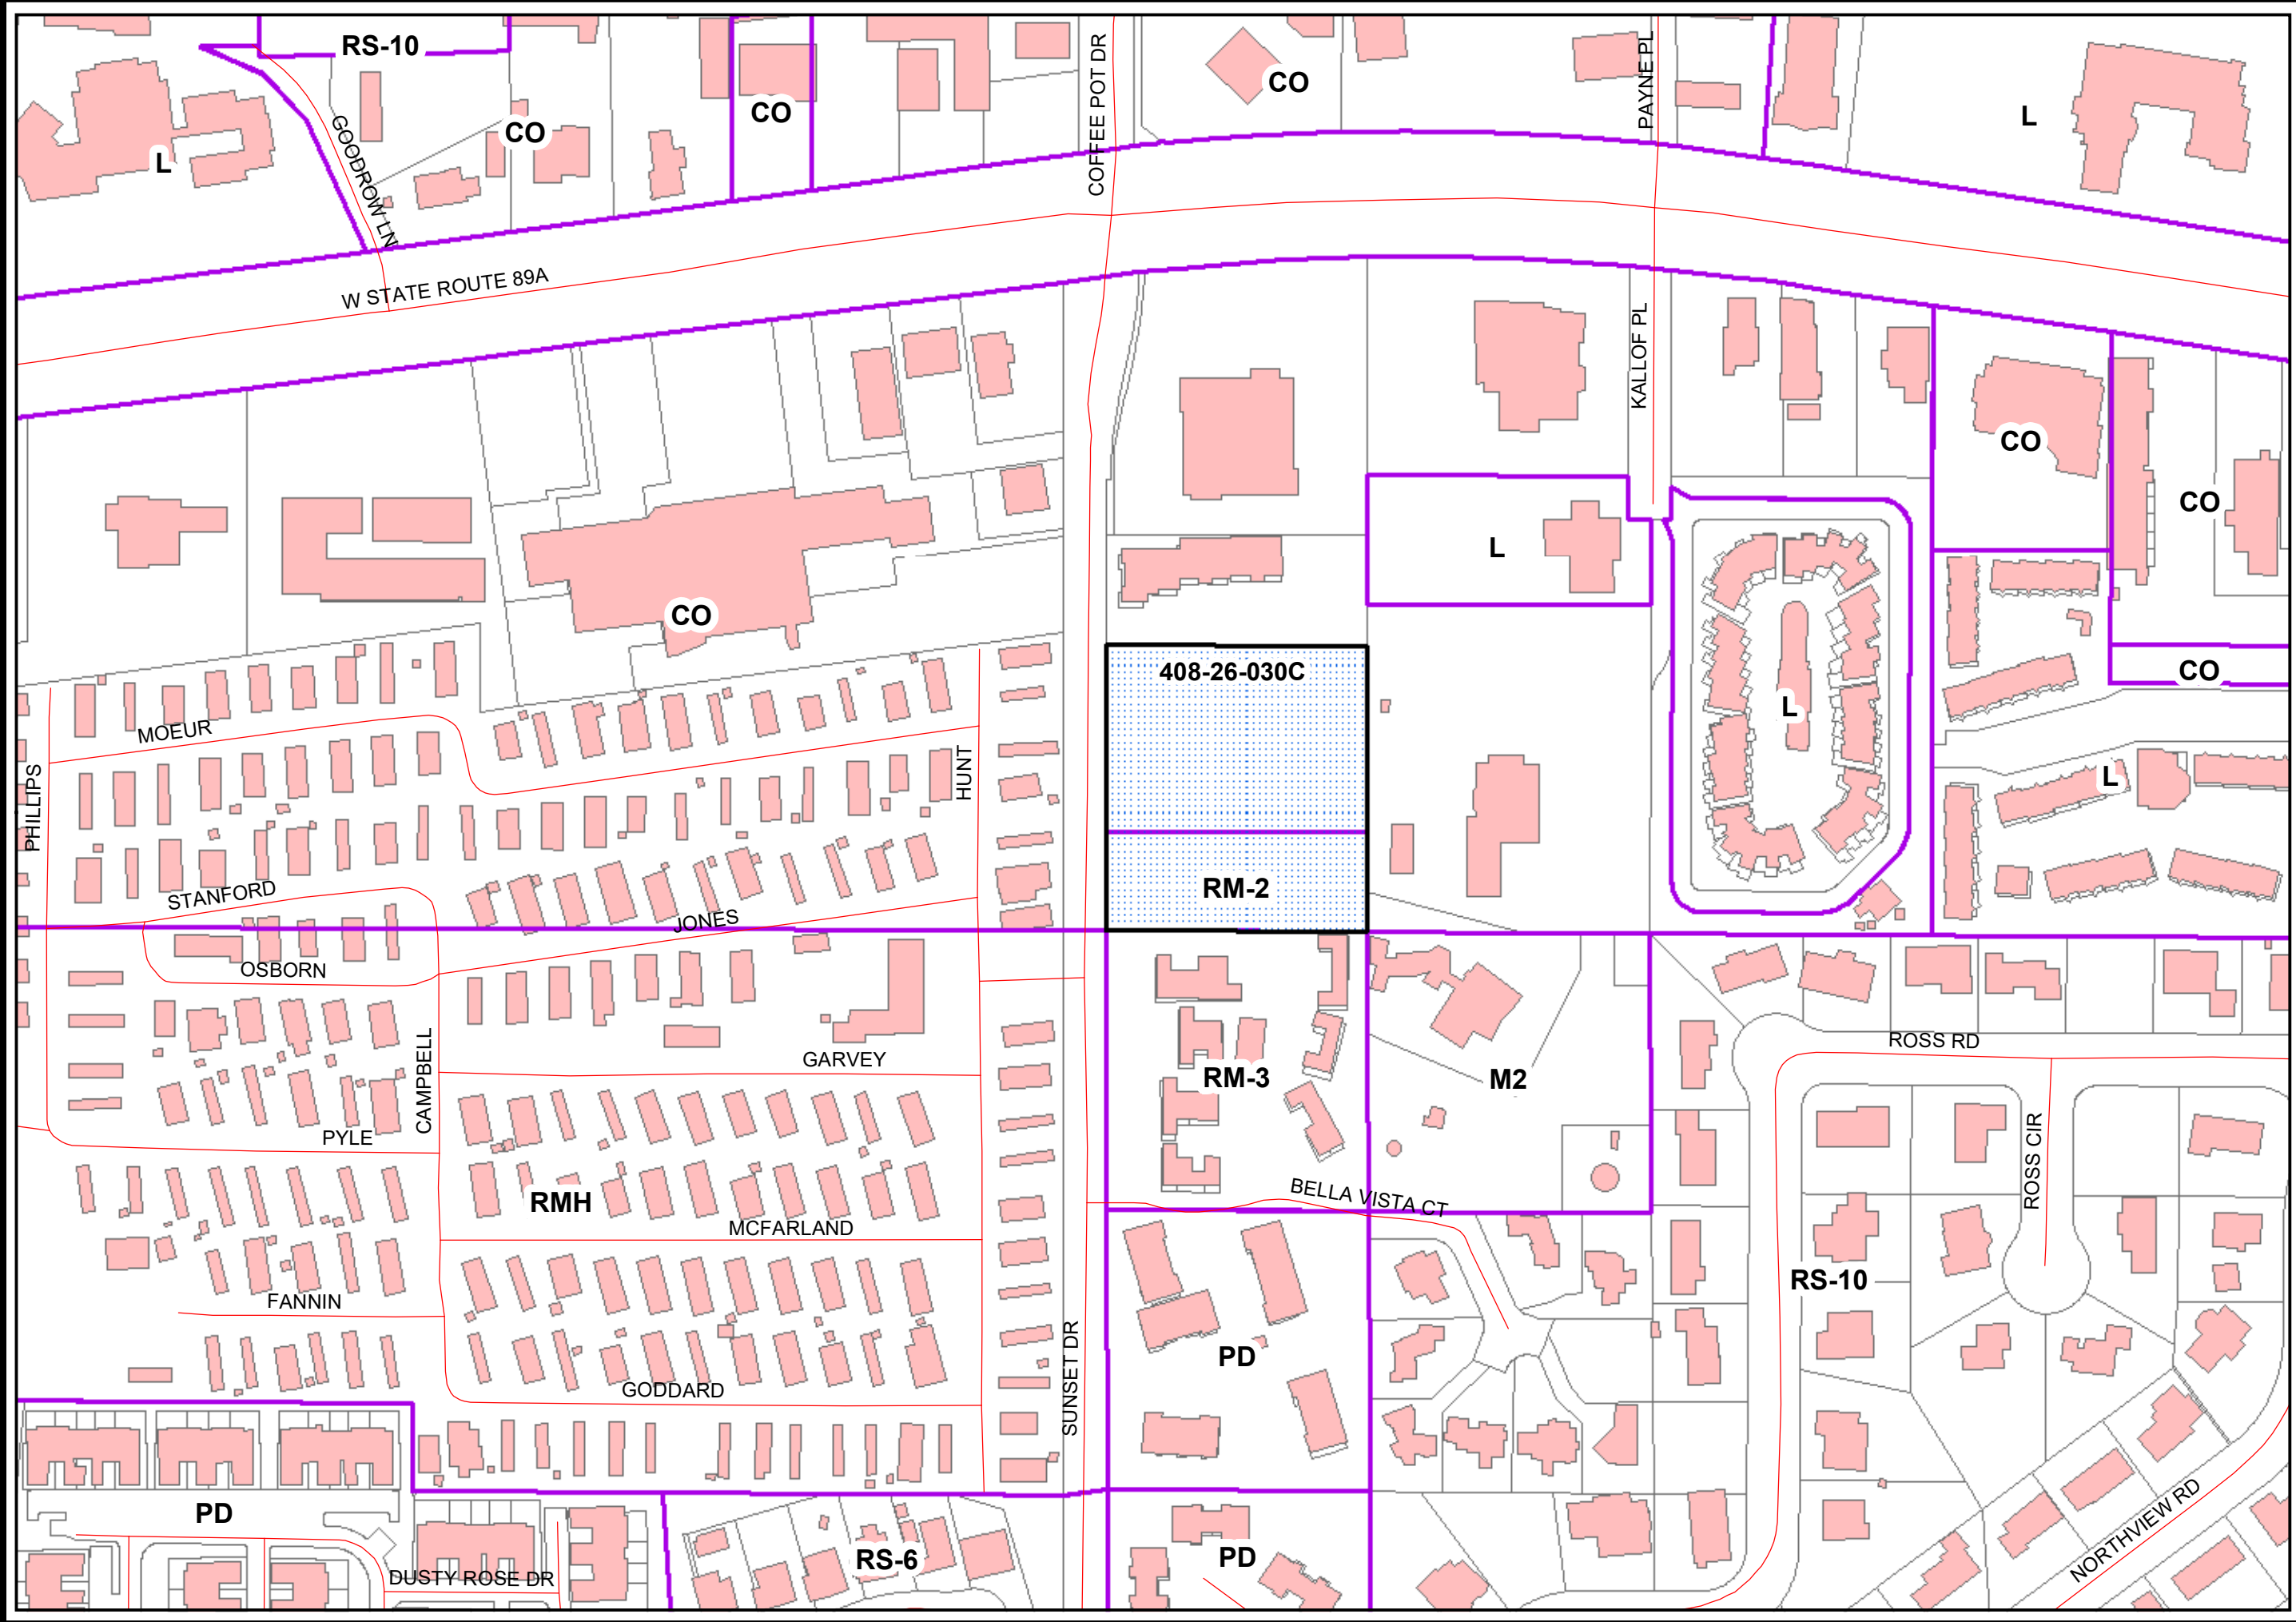 RS-10
CO
CO
CO
L
L
GOODROW LN
COFFEE POT DR
PAYNE PL
W STATE ROUTE 89A
KALLOF PL
CO
CO
L
CO
408-26-030C
CO
L
MOEUR
HUNT
PHILLIPS
L
STANFORD
RM-2
JONES
OSBORN
CAMPBELL
GARVEY
RM-3
M2
ROSS RD
PYLE
ROSS CIR
RMH
BELLA VISTA CT
MCFARLAND
RS-10
FANNIN
SUNSET DR
PD
GODDARD
PD
RS-6
PD
DUSTY ROSE DR
NORTHVIEW RD